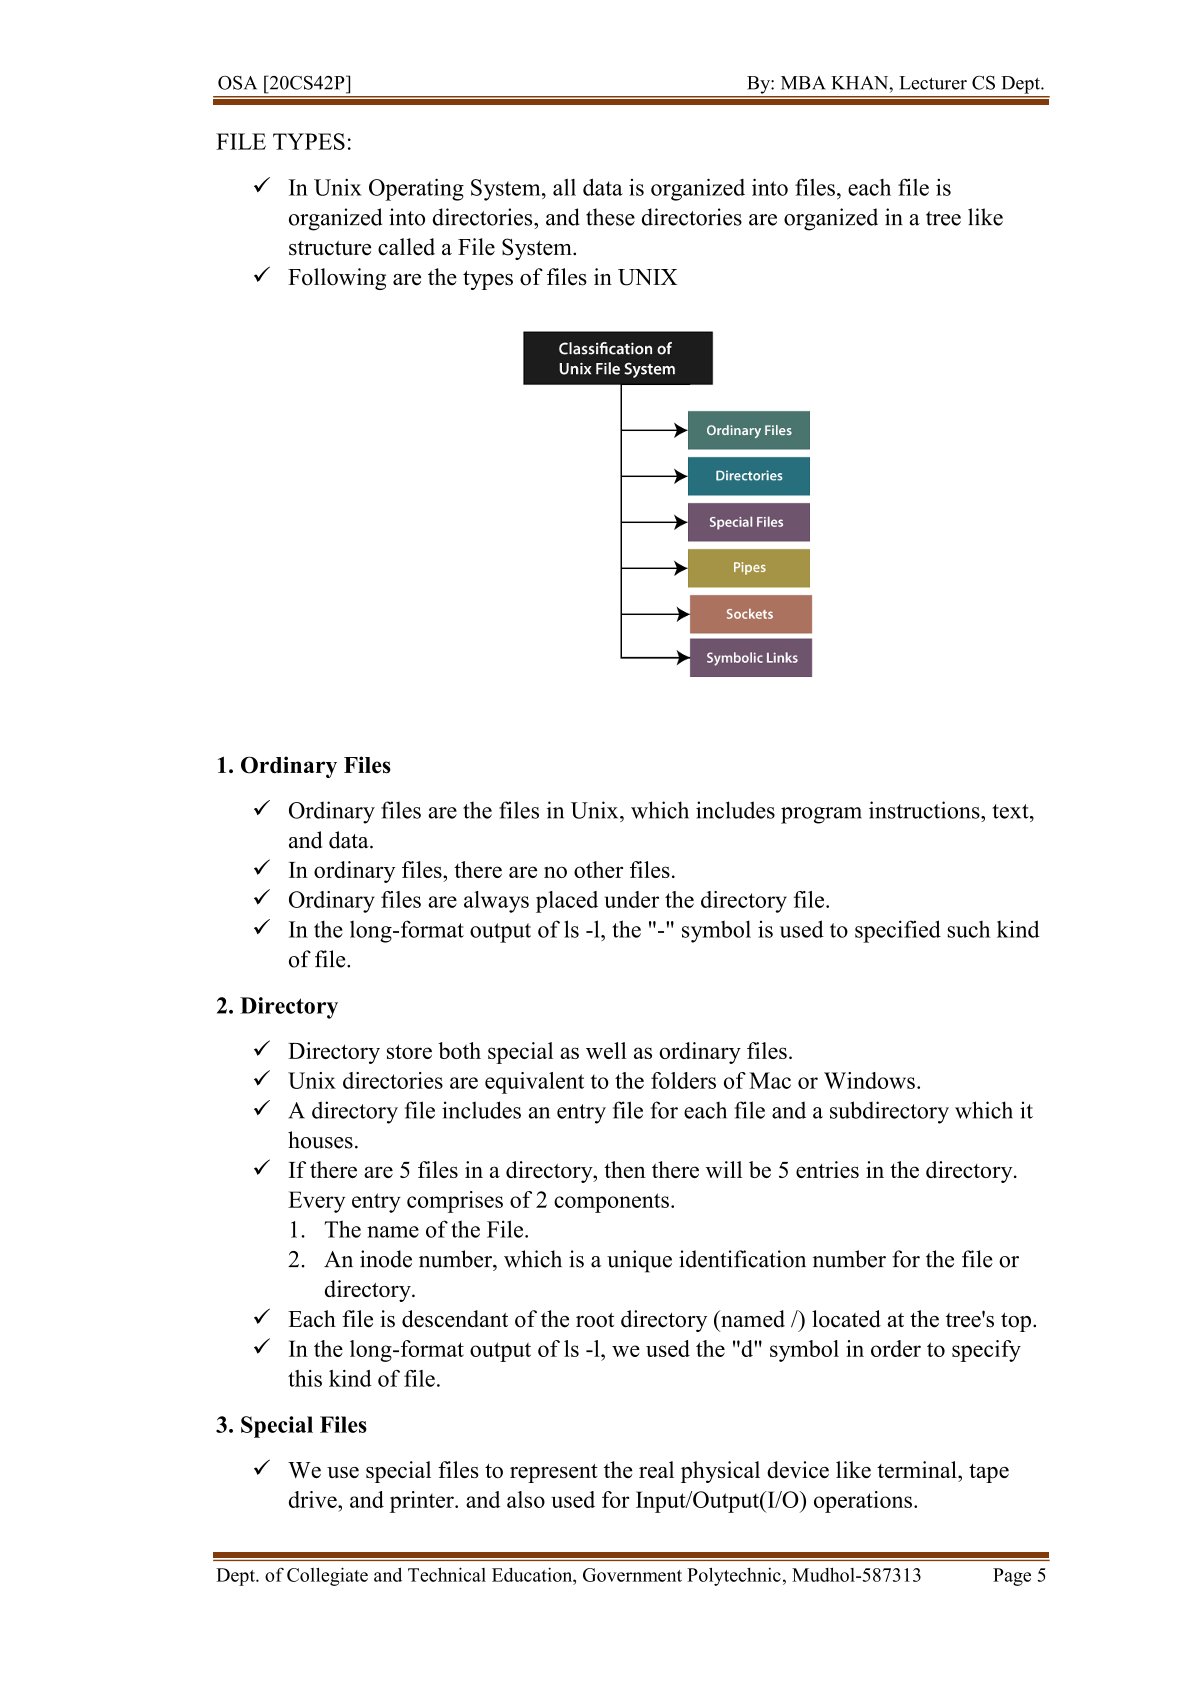 OSA [20CS42P] By: MBA KHAN, Lecturer CS Dept.
FILE TYPES:
✓ In Unix Operating System, all data is organized into files, each file is
organized into directories, and these directories are organized in a tree like
structure called a File System.
✓ Following are the types of files in UNIX
Classification of
Unix File System
Ordinary Files
Directories
Special Files
Pipes
Sockets
Symbolic Links
1. Ordinary Files
✓ Ordinary files are the files in Unix, which includes program instructions, text,
and data.
✓ In ordinary files, there are no other files.
✓ Ordinary files are always placed under the directory file.
✓ In the long-format output of ls -l, the "-" symbol is used to specified such kind
of file.
2. Directory
✓ Directory store both special as well as ordinary files.
✓ Unix directories are equivalent to the folders of Mac or Windows.
✓ A directory file includes an entry file for each file and a subdirectory which it
houses.
✓ If there are 5 files in a directory, then there will be 5 entries in the directory.
Every entry comprises of 2 components.
1. The name of the File.
2. An inode number, which is a unique identification number for the file or
directory.
✓ Each file is descendant of the root directory (named /) located at the tree's top.
✓ In the long-format output of ls -l, we used the "d" symbol in order to specify
this kind of file.
3. Special Files
✓ We use special files to represent the real physical device like terminal, tape
drive, and printer. and also used for Input/Output(I/O) operations.
Dept. of Collegiate and Technical Education, Government Polytechnic, Mudhol-587313 Page 5